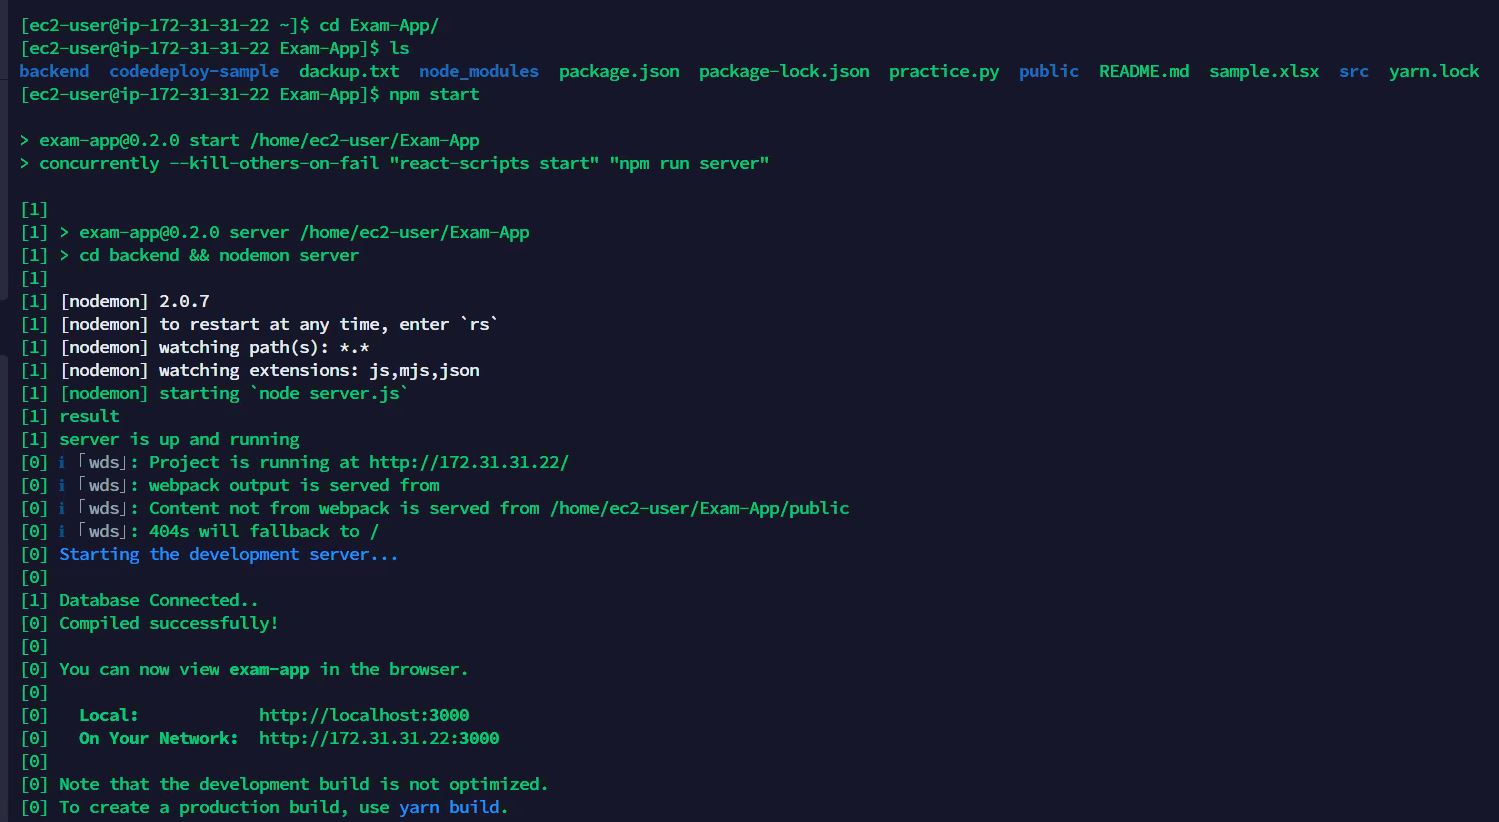 [ec2-user@ip-172-31-31-22 ~]$ cd Exam-App/
[ec2-user@ip-172-31-31-22 Exam-App]$ ls
backend  codedeploy-sample  dackup.txt  node_modules  package.json  package-lock.json  practice.py  public  README.md  sample.xlsx  src  yarn.lock
[ec2-user@ip-172-31-31-22 Exam-App]$ npm start
> exam-app@0.2.0 start /home/ec2-user/Exam-App
> concurrently --kill-others-on-fail "react-scripts start" "npm run server"
[1]
[1] > exam-app@0.2.0 server /home/ec2-user/Exam-App
[1] > cd backend && nodemon server
[1]
[1] [nodemon] 2.0.7
[1] [nodemon] to restart at any time, enter `rs`
[1] [nodemon] watching path(s): *.*
[1] [nodemon] watching extensions: js,mjs,json
[1] [nodemon] starting `node server.js`
[1] result
[1] server is up and running
[0] ℹ ｢wds｣: Project is running at http://172.31.31.22/
[0] ℹ ｢wds｣: webpack output is served from
[0] ℹ ｢wds｣: Content not from webpack is served from /home/ec2-user/Exam-App/public
[0] ℹ ｢wds｣: 404s will fallback to /
[0] Starting the development server...
[0]
[1] Database Connected..
[0] Compiled successfully!
[0]
[0] You can now view exam-app in the browser.
[0]
[0]   Local:            http://localhost:3000
[0]   On Your Network:  http://172.31.31.22:3000
[0]
[0] Note that the development build is not optimized.
[0] To create a production build, use yarn build.